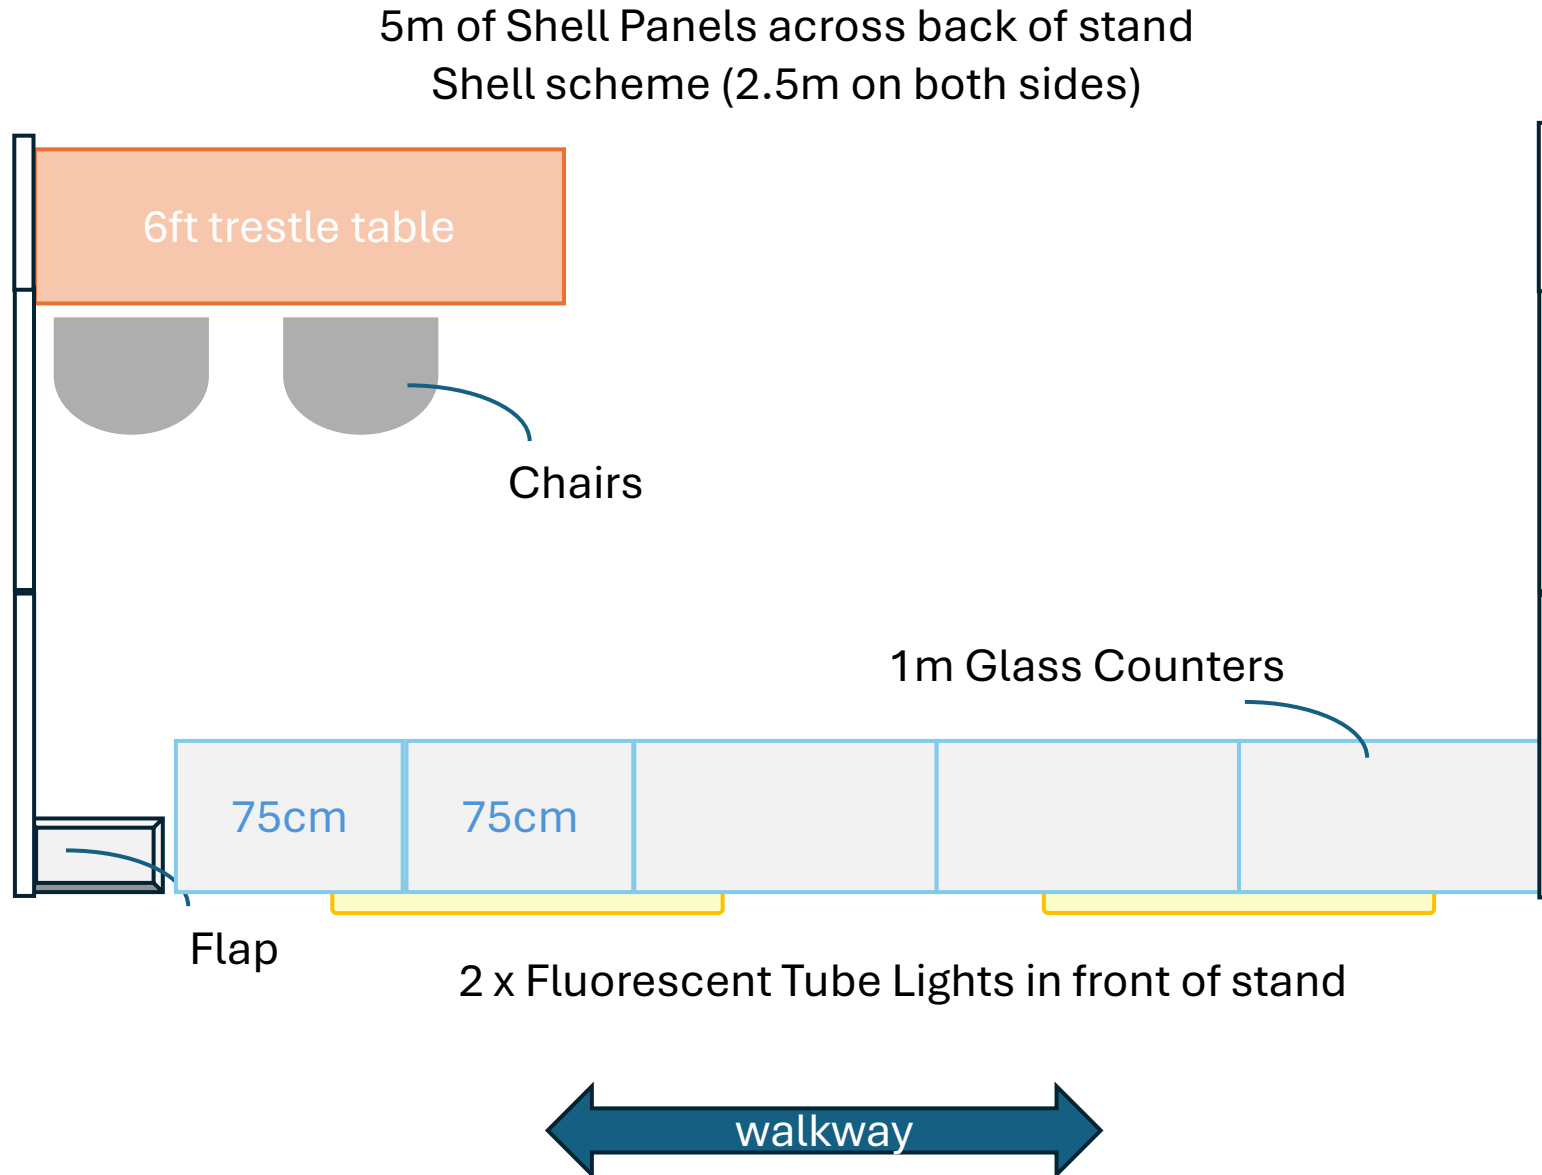 5m of Shell Panels across back of stand
Shell scheme (2.5m on both sides)
6ft trestle table
Chairs
1m Glass Counters
75cm
75cm
Flap
2 x Fluorescent Tube Lights in front of stand
walkway